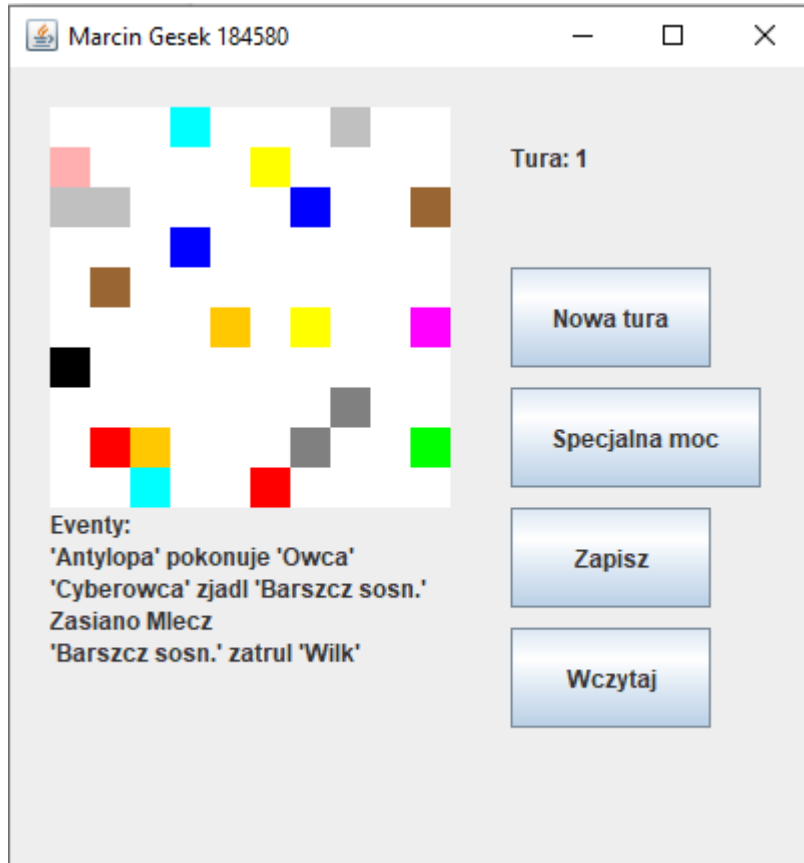 Marcin Gesek 184580
Tura: 1
Nowa tura
Specjalna moc
Zapisz
Wczytaj
Eventy:
'Antylopa' pokonuje 'Owca'
'Cyberowca' zjadl 'Barszcz sosn.'
Zasiano Mlecz
'Barszcz sosn.' zatrul 'Wilk'